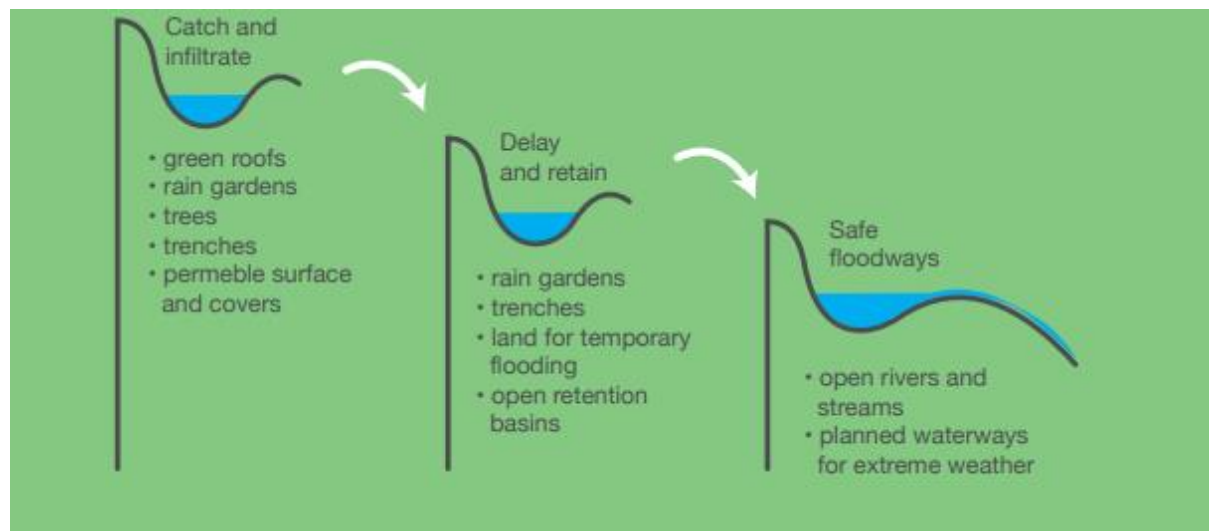 Catch and
infiltrate
• green roofs
• rain gardens
• trees
• trenches
• permeble surface
and covers
Delay
and retain
• rain gardens
• trenches
• land for temporary
flooding
• open retention
basins
Safe
floodways
• open rivers and
streams
• planned waterways
for extreme weather